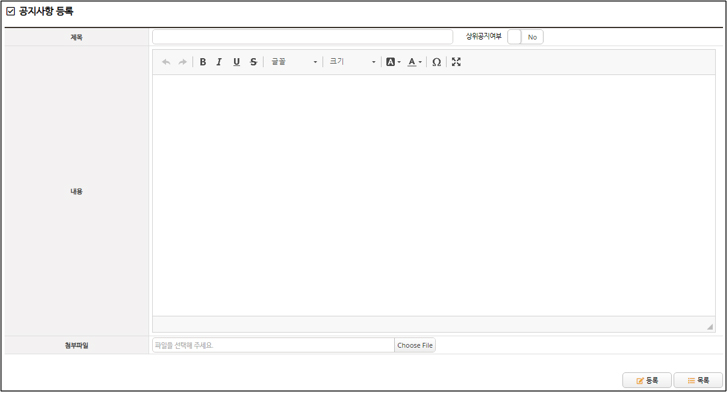 공지사항 등록
제목 상위공지여부 No
B I U S 글꼴 크기 A A Ω
내용
첨부파일 파일을 선택해 주세요. Choose File
등록 목록